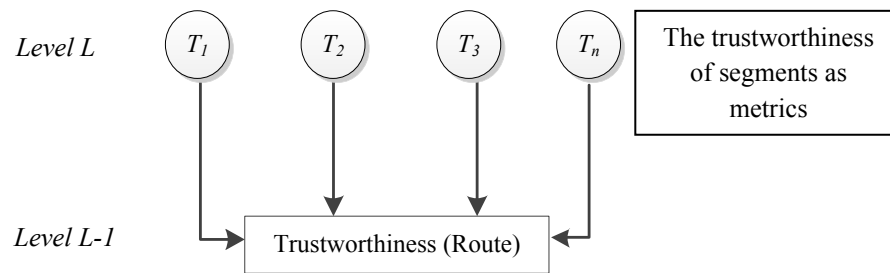 Level L
T1
T2
T3
Tn
The trustworthiness
of segments as
metrics
Level L-1
Trustworthiness (Route)